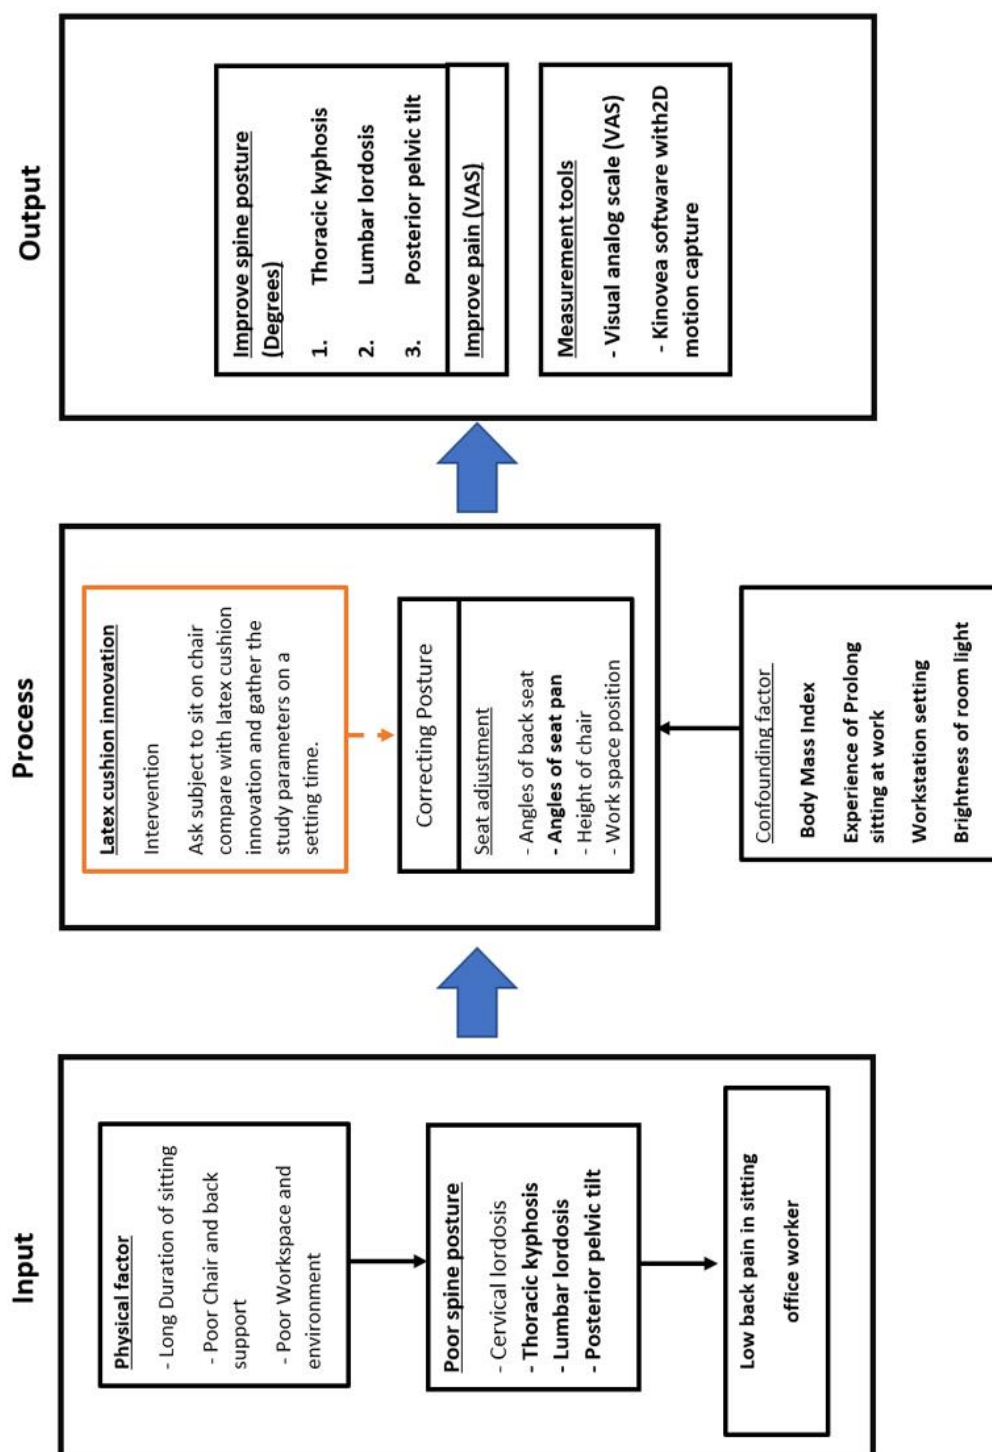 Input
Physical factor
- Long Duration of sitting
- Poor Chair and back
support
- Poor Workspace and
environment
Poor spine posture
- Cervical lordosis
- Thoracic kyphosis
- Lumbar lordosis
- Posterior pelvic tilt
Low back pain in sitting
office worker
Process
Latex cushion innovation
Intervention
Ask subject to sit on chair
compare with latex cushion
innovation and gather the
study parameters on a
setting time.
Correcting Posture
Seat adjustment
- Angles of back seat
- Angles of seat pan
- Height of chair
- Work space position
Confounding factor
Body Mass Index
Experience of Prolong
sitting at work
Workstation setting
Brightness of room light
Output
Improve spine posture
(Degrees)
1. Thoracic kyphosis
2. Lumbar lordosis
3. Posterior pelvic tilt
Improve pain (VAS)
Measurement tools
- Visual analog scale (VAS)
- Kinovea software with2D
motion capture